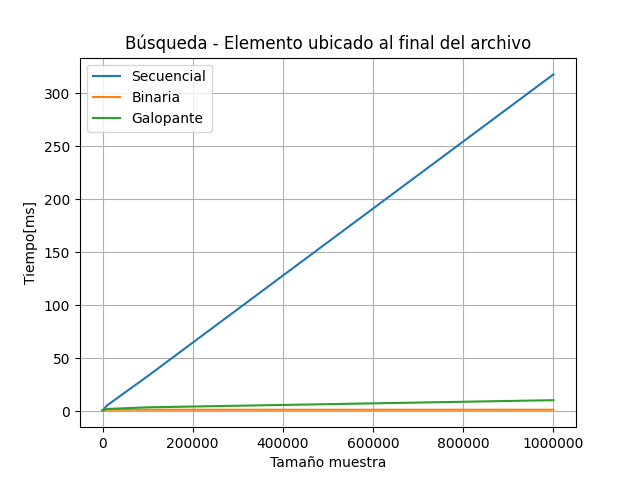 Búsqueda - Elemento ubicado al final del archivo
Secuencial
Binaria
Galopante
Tiempo[ms]
300
250
200
150
100
50
0
0 200000 400000 600000 800000 1000000
Tamaño muestra